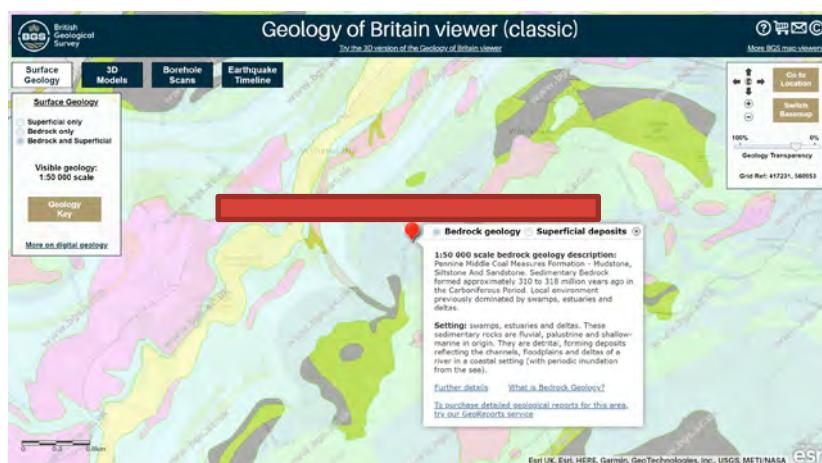 British
Geological
Survey
BGS
Geology of Britain viewer (classic)
Try the 3D version of the Geology of Britain viewer
More BGS map viewers
Surface
Geology
3D
Models
Borehole
Scans
Earthquake
Timeline
Surface Geology
Superficial only
Bedrock only
Bedrock and Superficial
Visible geology:
1:50 000 scale
Geology
Key
More on digital geology
Go to
Location
Switch
Basemap
100% 0%
Geology Transparency
Grid Ref: 417231, 560953
Bedrock geology Superficial deposits
1:50 000 scale bedrock geology description:
Pennine Middle Coal Measures Formation - Mudstone,
Siltstone And Sandstone. Sedimentary Bedrock
formed approximately 310 to 318 million years ago in
the Carboniferous Period. Local environment
previously dominated by swamps, estuaries and
deltas.
Setting: swamps, estuaries and deltas. These
sedimentary rocks are fluvial, palustrine and shallow-
marine in origin. They are detrital, forming deposits
reflecting the channels, floodplains and deltas of a
river in a coastal setting (with periodic inundation
from the sea).
Further details What is Bedrock Geology?
To purchase detailed geological reports for this area,
try our GeoReports service
Esri UK, Esri, HERE, Garmin, GeoTechnologies, Inc., USGS, METI/NASA
esri